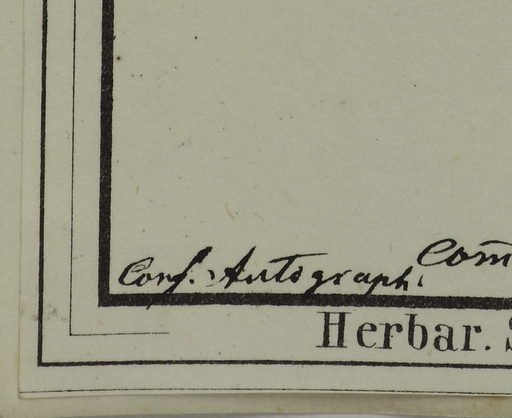 Conf. Autograph.
Com̄
Herbar. S